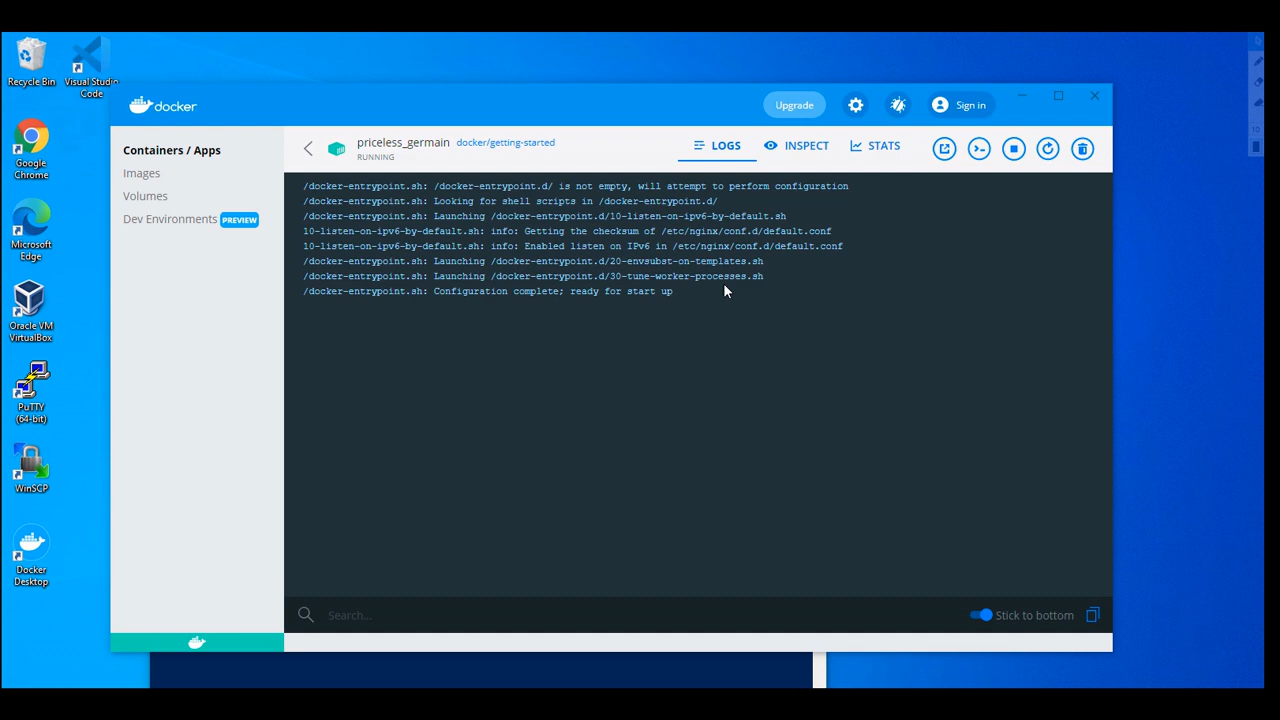 Recycle Bin
Visual Studio Code
Google Chrome
Microsoft Edge
Oracle VM VirtualBox
PuTTY (64-bit)
WinSCP
Docker Desktop
docker
Upgrade
Sign in
Containers / Apps
Images
Volumes
Dev Environments PREVIEW
priceless_germain docker/getting-started
RUNNING
LOGS
INSPECT
STATS
/docker-entrypoint.sh: /docker-entrypoint.d/ is not empty, will attempt to perform configuration
/docker-entrypoint.sh: Looking for shell scripts in /docker-entrypoint.d/
/docker-entrypoint.sh: Launching /docker-entrypoint.d/10-listen-on-ipv6-by-default.sh
10-listen-on-ipv6-by-default.sh: info: Getting the checksum of /etc/nginx/conf.d/default.conf
10-listen-on-ipv6-by-default.sh: info: Enabled listen on IPv6 in /etc/nginx/conf.d/default.conf
/docker-entrypoint.sh: Launching /docker-entrypoint.d/20-envsubst-on-templates.sh
/docker-entrypoint.sh: Launching /docker-entrypoint.d/30-tune-worker-processes.sh
/docker-entrypoint.sh: Configuration complete; ready for start up
Search...
Stick to bottom
10